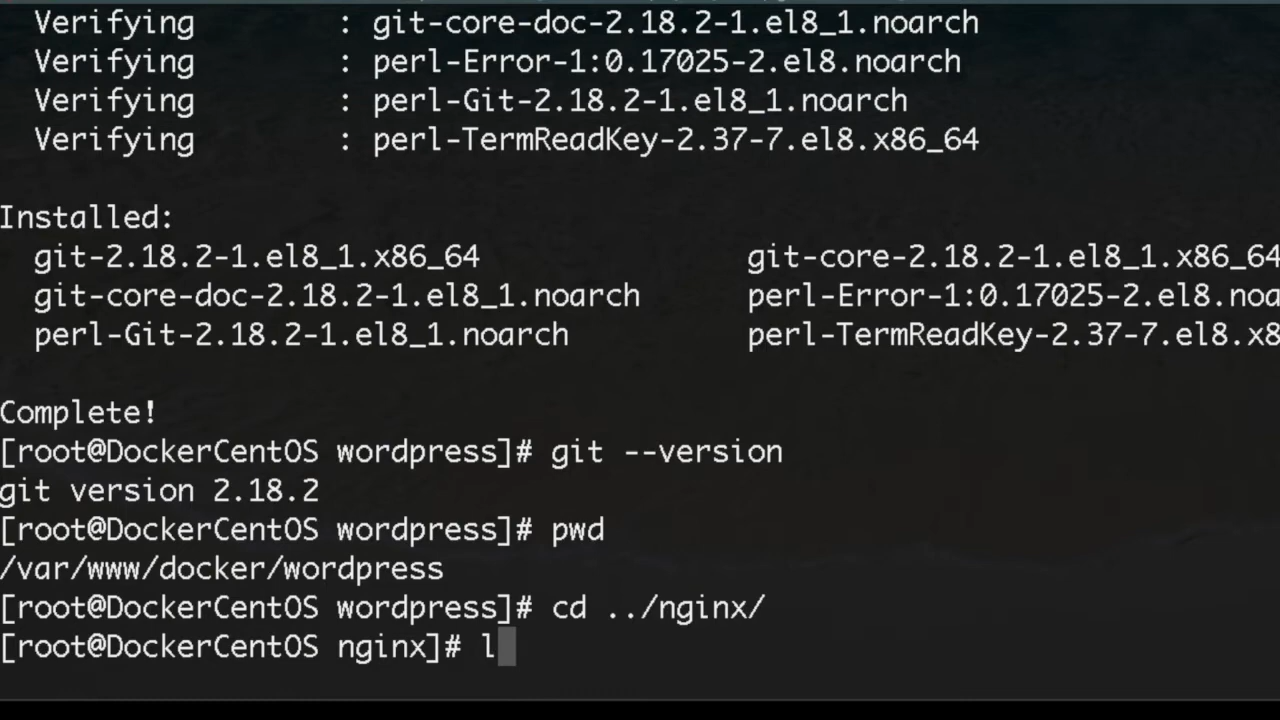 Verifying : git-core-doc-2.18.2-1.el8_1.noarch
Verifying : perl-Error-1:0.17025-2.el8.noarch
Verifying : perl-Git-2.18.2-1.el8_1.noarch
Verifying : perl-TermReadKey-2.37-7.el8.x86_64
Installed:
git-2.18.2-1.el8_1.x86_64 git-core-2.18.2-1.el8_1.x86_64
git-core-doc-2.18.2-1.el8_1.noarch perl-Error-1:0.17025-2.el8.noa
perl-Git-2.18.2-1.el8_1.noarch perl-TermReadKey-2.37-7.el8.x8
Complete!
[root@DockerCentOS wordpress]# git --version
git version 2.18.2
[root@DockerCentOS wordpress]# pwd
/var/www/docker/wordpress
[root@DockerCentOS wordpress]# cd ../nginx/
[root@DockerCentOS nginx]# l